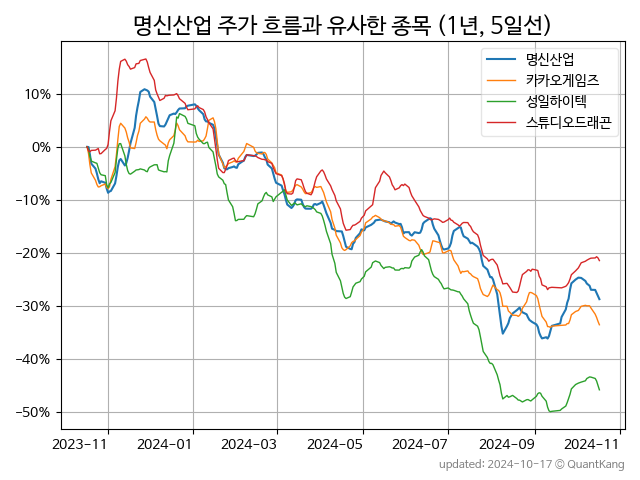 명신산업 주가 흐름과 유사한 종목 (1년, 5일선)
명신산업
카카오게임즈
성일하이텍
스튜디오드래곤
10%
0%
−10%
−20%
−30%
−40%
−50%
2023-11 2024-01 2024-03 2024-05 2024-07 2024-09 2024-11
updated: 2024-10-17 © QuantKang